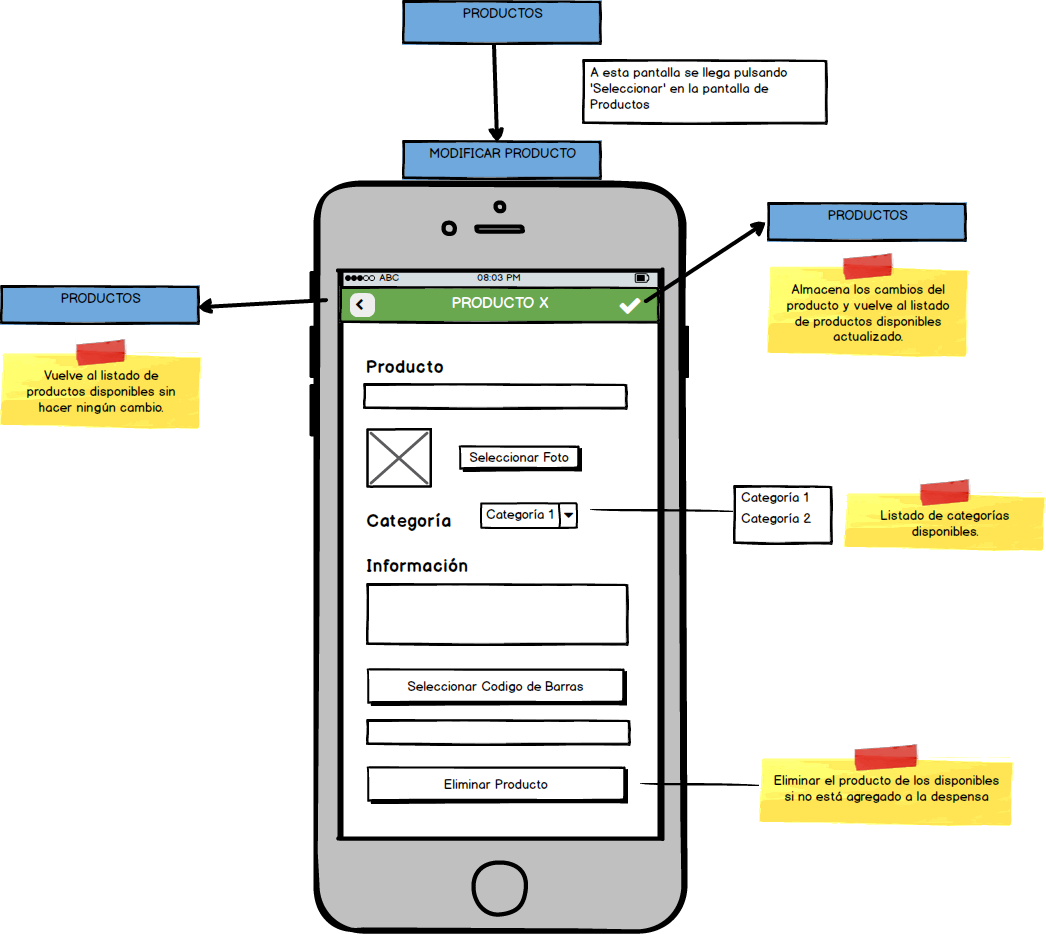 PRODUCTOS
A esta pantalla se llega pulsando
'Seleccionar' en la pantalla de
Productos
MODIFICAR PRODUCTO
PRODUCTOS
Almacena los cambios del
producto y vuelve al listado
de productos disponibles
actualizado.
PRODUCTOS
Vuelve al listado de
productos disponibles sin
hacer ningún cambio.
ABC
08:03 PM
PRODUCTO X
Producto
Seleccionar Foto
Categoría
Categoría 1
Categoría 1
Categoría 2
Listado de categorías
disponibles.
Información
Seleccionar Codigo de Barras
Eliminar Producto
Eliminar el producto de los disponibles
si no está agregado a la despensa